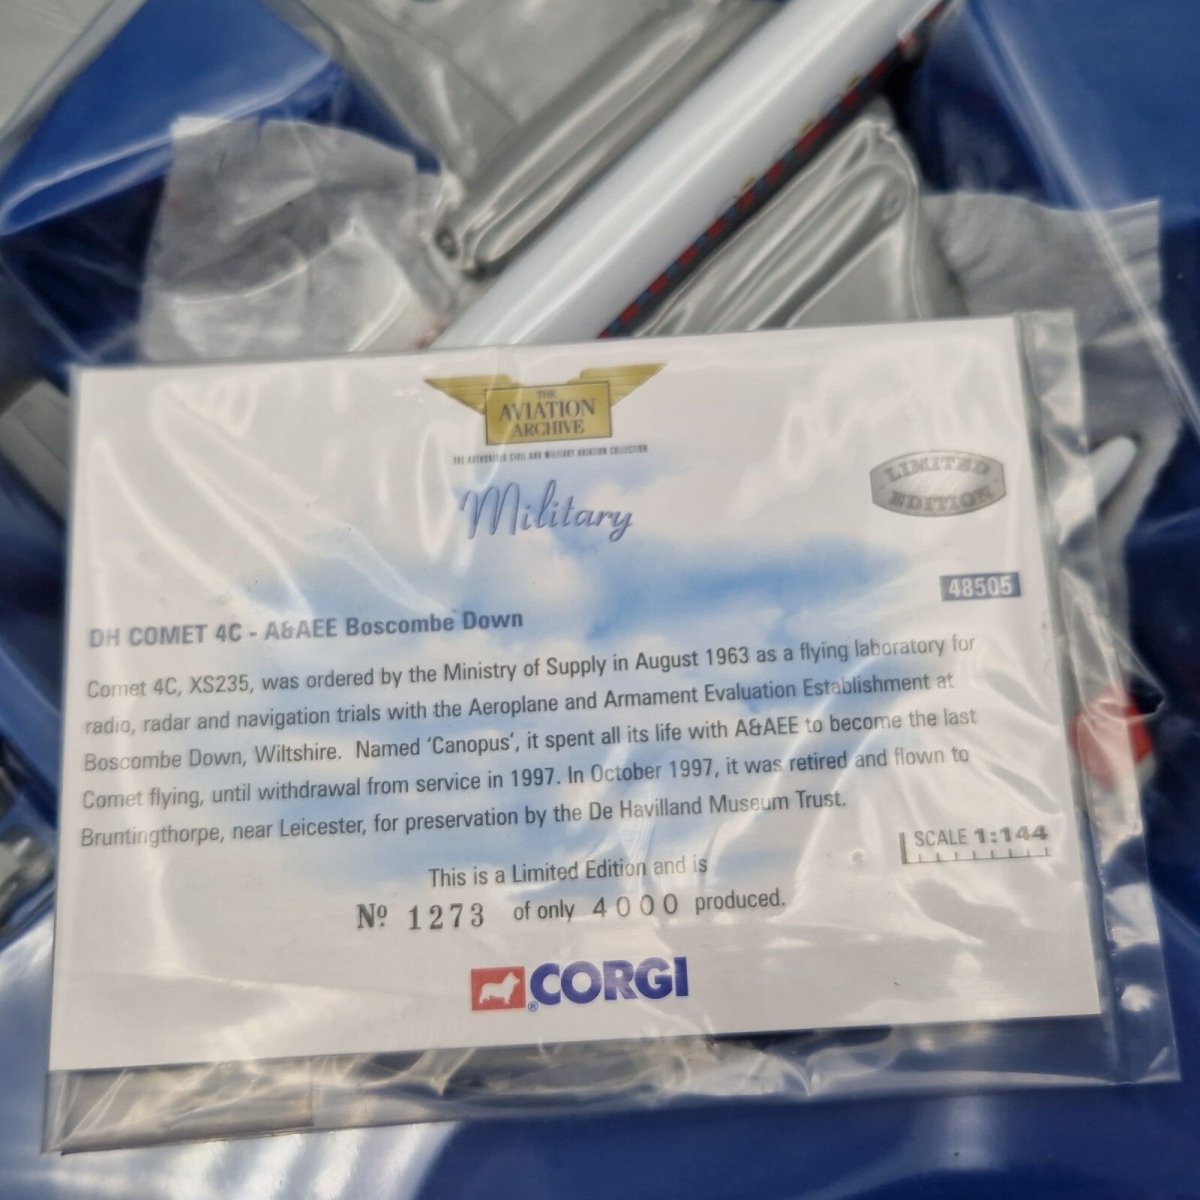 THE
AVIATION
ARCHIVE
THE AUTHORISED CIVIL AND MILITARY AVIATION COLLECTION
Military
LIMITED
EDITION
48505
DH COMET 4C - A&AEE Boscombe Down
Comet 4C, XS235, was ordered by the Ministry of Supply in August 1963 as a flying laboratory for
radio, radar and navigation trials with the Aeroplane and Armament Evaluation Establishment at
Boscombe Down, Wiltshire. Named 'Canopus', it spent all its life with A&AEE to become the last
Comet flying, until withdrawal from service in 1997. In October 1997, it was retired and flown to
Bruntingthorpe, near Leicester, for preservation by the De Havilland Museum Trust.
SCALE 1:144
This is a Limited Edition and is
Nº 1273 of only 4000 produced.
CORGI
®